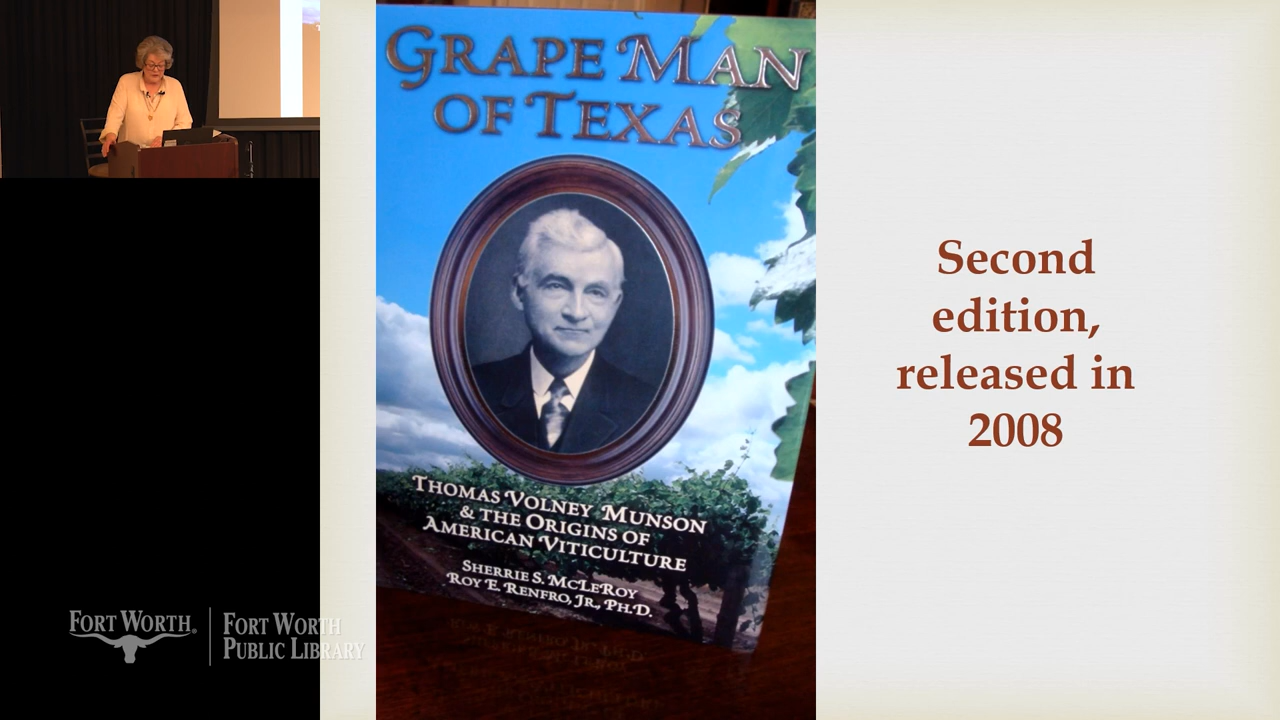 GRAPE MAN
OF TEXAS
THOMAS VOLNEY MUNSON
& THE ORIGINS OF
AMERICAN VITICULTURE
SHERRIE S. MCLEROY
ROY E. RENFRO, JR., PH.D.
Second
edition,
released in
2008
FORT WORTH®
FORT WORTH
PUBLIC LIBRARY